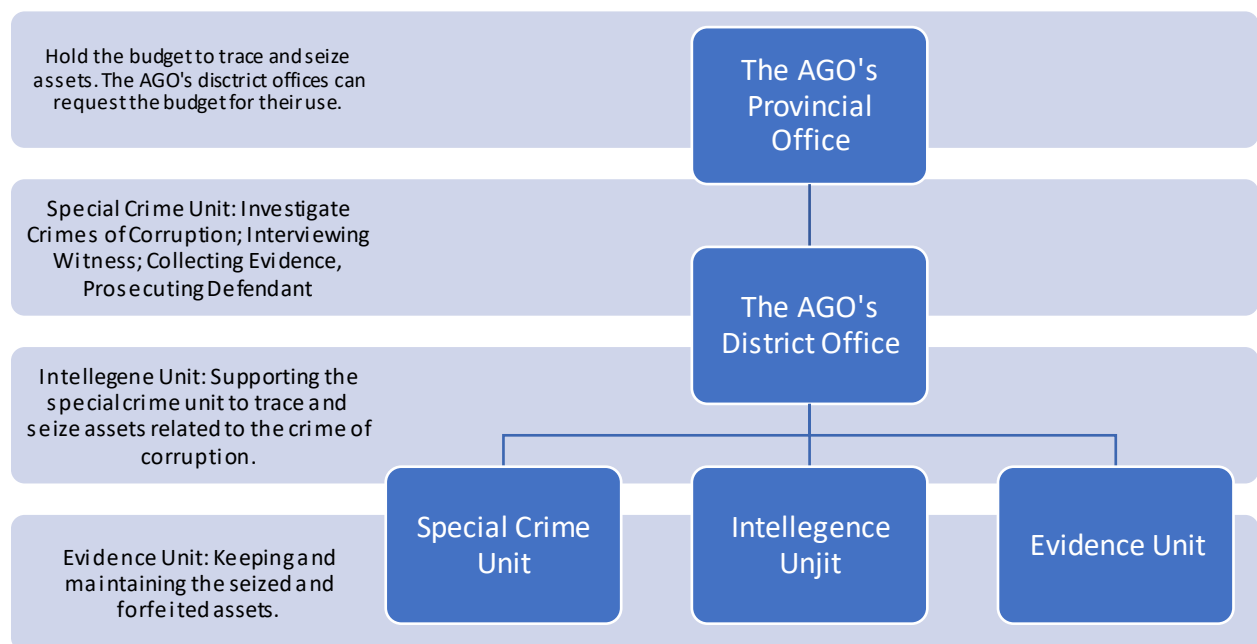 Hold the budget to trace and seize
assets. The AGO's disctrict offices can
request the budget for their use.
The AGO's
Provincial
Office
Special Crime Unit: Investigate
Crimes of Corruption; Interviewing
Witness; Collecting Evidence,
Prosecuting Defendant
The AGO's
District Office
Intellegene Unit: Supporting the
special crime unit to trace and
seize assets related to the crime of
corruption.
Special Crime
Unit
Intellegence
Unjit
Evidence Unit
Evidence Unit: Keeping and
maintaining the seized and
forfeited assets.